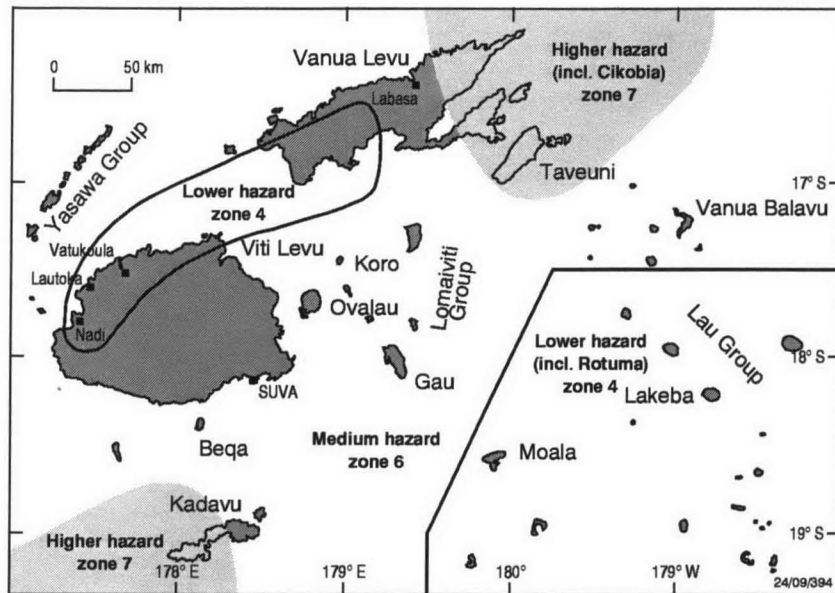 Vanua Levu
Higher hazard
(incl. Cikobia)
zone 7
0 50 km
Labasa
Yasawa Group
Taveuni
17° S
Lower hazard
zone 4
Vanua Balavu
Vatukoula
Viti Levu
Koro
Lautoka
Lomaiviti
Group
Ovalau
Nadi
Lower hazard
(incl. Rotuma)
zone 4
Lau Group
18° S
Gau
SUVA
Lakeba
Beqa
Medium hazard
zone 6
Moala
Kadavu
Higher hazard
zone 7
19° S
178° E
179° E
180°
179° W
24/09/394